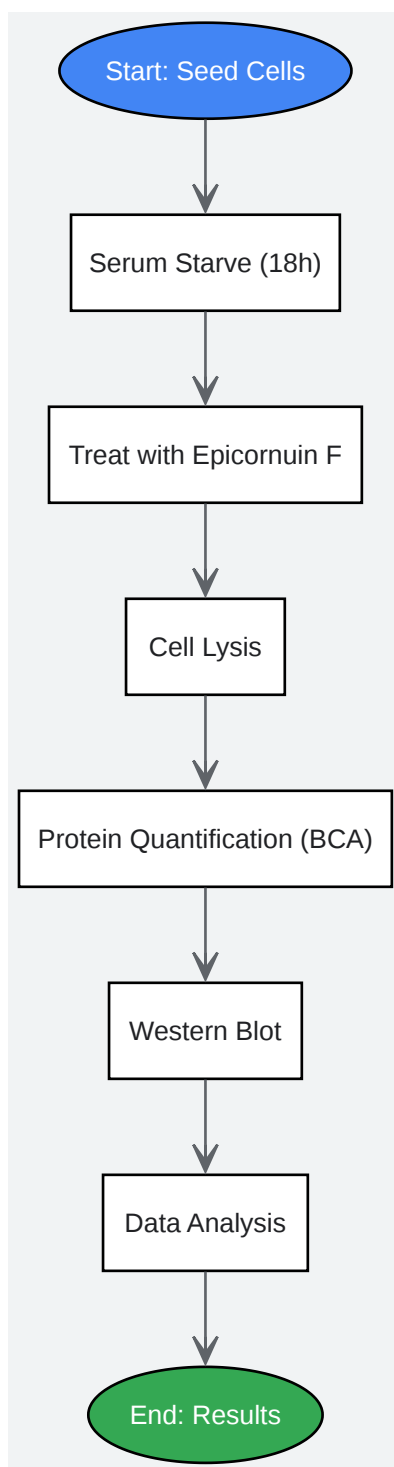 Start: Seed Cells
Serum Starve (18h)
Treat with Epicornuin F
Cell Lysis
Protein Quantification (BCA)
Western Blot
Data Analysis
End: Results